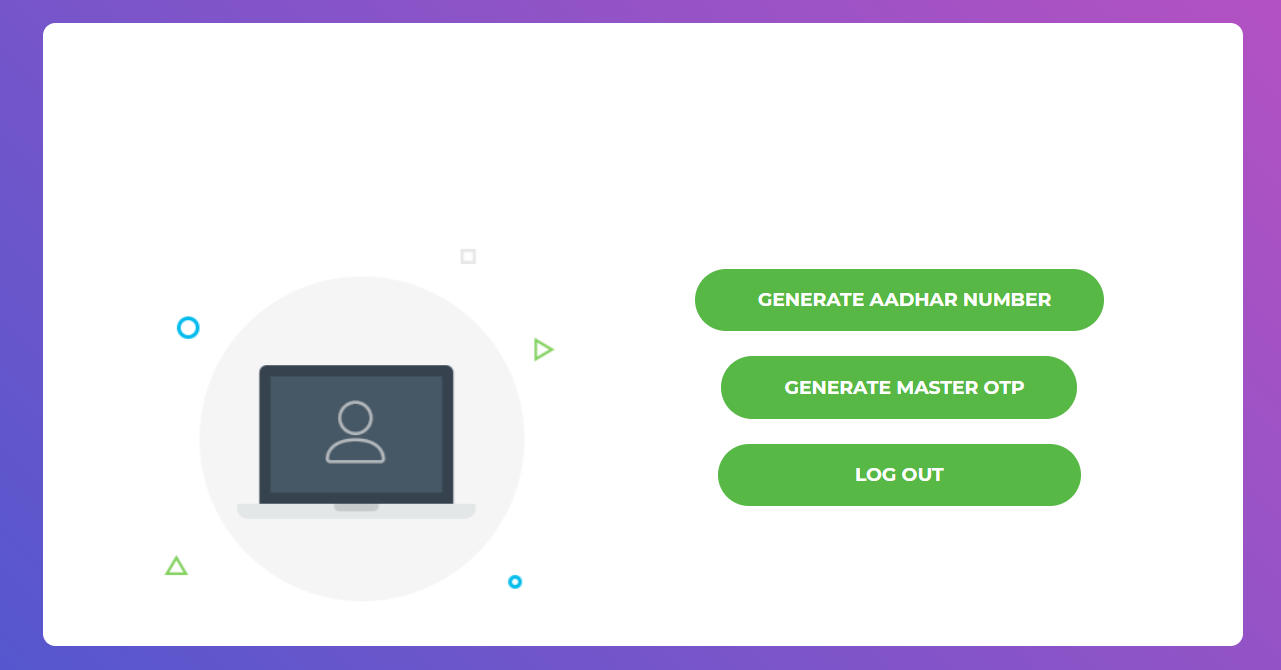 GENERATE AADHAR NUMBER
GENERATE MASTER OTP
LOG OUT